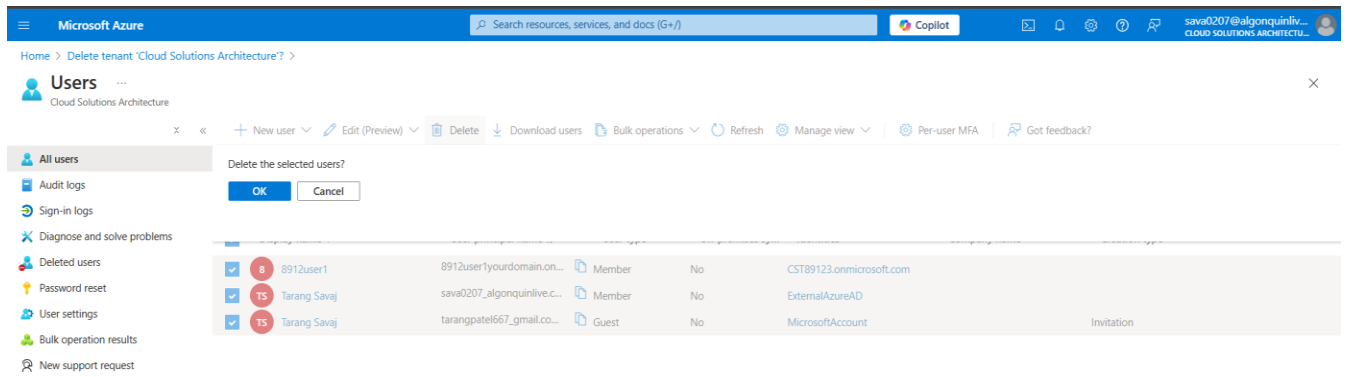 Microsoft Azure
Search resources, services, and docs (G+/)
Copilot
sava0207@algonquinliv...
CLOUD SOLUTIONS ARCHITECTU...
Home > Delete tenant 'Cloud Solutions Architecture'? >
Users ...
Cloud Solutions Architecture
New user Edit (Preview) Delete Download users Bulk operations Refresh Manage view Per-user MFA Got feedback?
All users
Audit logs
Sign-in logs
Diagnose and solve problems
Deleted users
Password reset
User settings
Bulk operation results
New support request
Delete the selected users?
OK Cancel
8 8912user1 8912user1yourdomain.on... Member No CST89123.onmicrosoft.com
TS Tarang Savaj sava0207_algonquinlive.c... Member No ExternalAzureAD
TS Tarang Savaj tarangpatel667_gmail.co... Guest No MicrosoftAccount Invitation